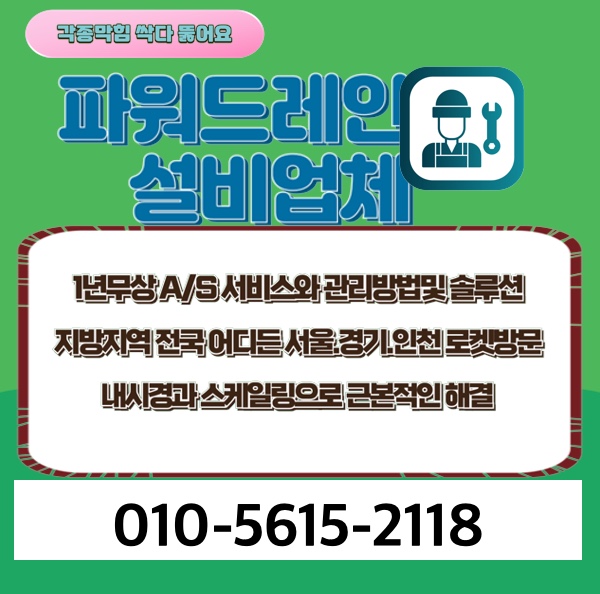 각종막힘 싹다 뚫어요
파워드레인
설비업체
1년무상 A/S 서비스와 관리방법및 솔루션
지방지역 전국 어디든 서울.경기.인천 로켓방문
내시경과 스케일링으로 근본적인 해결
010-5615-2118